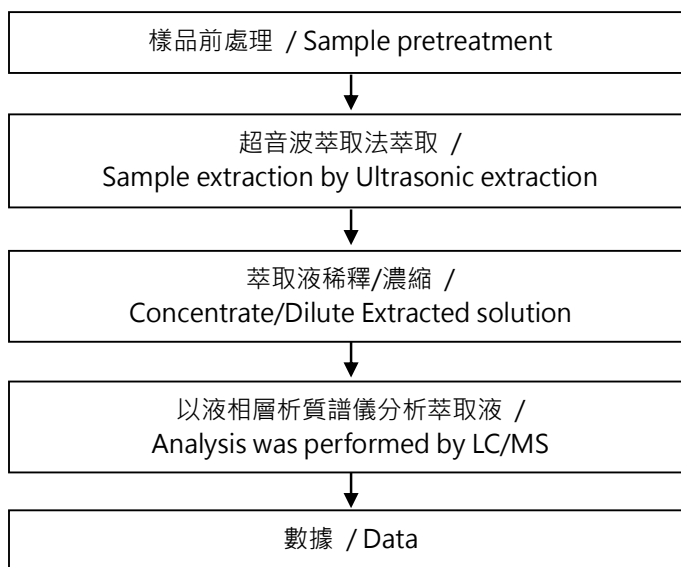 樣品前處理 / Sample pretreatment
超音波萃取法萃取 /
Sample extraction by Ultrasonic extraction
萃取液稀釋/濃縮 /
Concentrate/Dilute Extracted solution
以液相層析質譜儀分析萃取液 /
Analysis was performed by LC/MS
數據 / Data